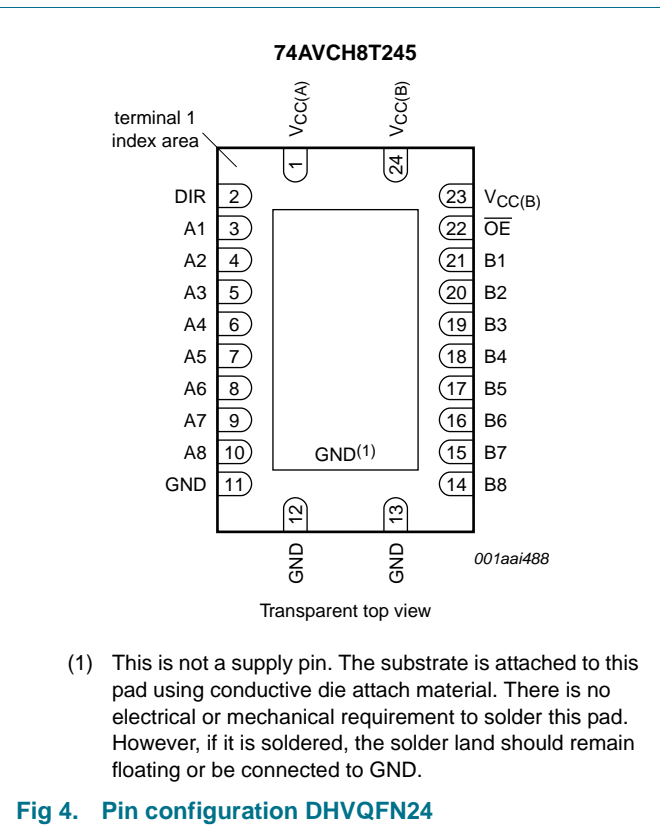 74AVCH8T245
terminal 1
index area
VCC(A)
VCC(B)
1
24
DIR 2
23 VCC(B)
A1 3
22 OE
A2 4
21 B1
A3 5
20 B2
A4 6
19 B3
A5 7
18 B4
A6 8
17 B5
A7 9
16 B6
A8 10
GND(1)
15 B7
GND 11
14 B8
12
13
GND
GND
001aai488
Transparent top view
(1) This is not a supply pin. The substrate is attached to this
pad using conductive die attach material. There is no
electrical or mechanical requirement to solder this pad.
However, if it is soldered, the solder land should remain
floating or be connected to GND.
Fig 4. Pin configuration DHVQFN24